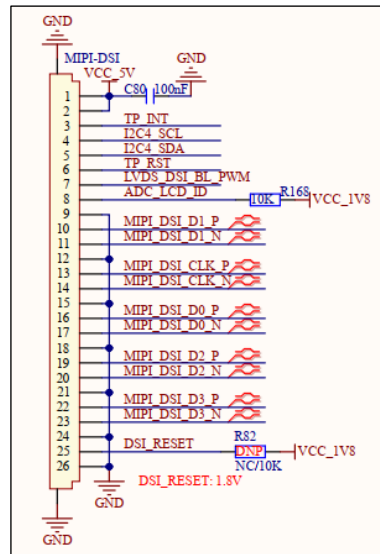 GND
MIPI-DSI
VCC_5V
GND
C80 100nF
1
2
3 TP_INT
4 I2C4_SCL
5 I2C4_SDA
6 TP_RST
7 LVDS_DSI_BL_PWM
8 ADC_LCD_ID 10K R168 VCC_1V8
9
10 MIPI_DSI_D1_P
11 MIPI_DSI_D1_N
12
13 MIPI_DSI_CLK_P
14 MIPI_DSI_CLK_N
15
16 MIPI_DSI_D0_P
17 MIPI_DSI_D0_N
18
19 MIPI_DSI_D2_P
20 MIPI_DSI_D2_N
21
22 MIPI_DSI_D3_P
23 MIPI_DSI_D3_N
24
R82
25 DSI_RESET DNP VCC_1V8
26
NC/10K
GND
DSI_RESET: 1.8V
GND